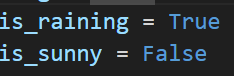 is_raining = True
is_sunny = False